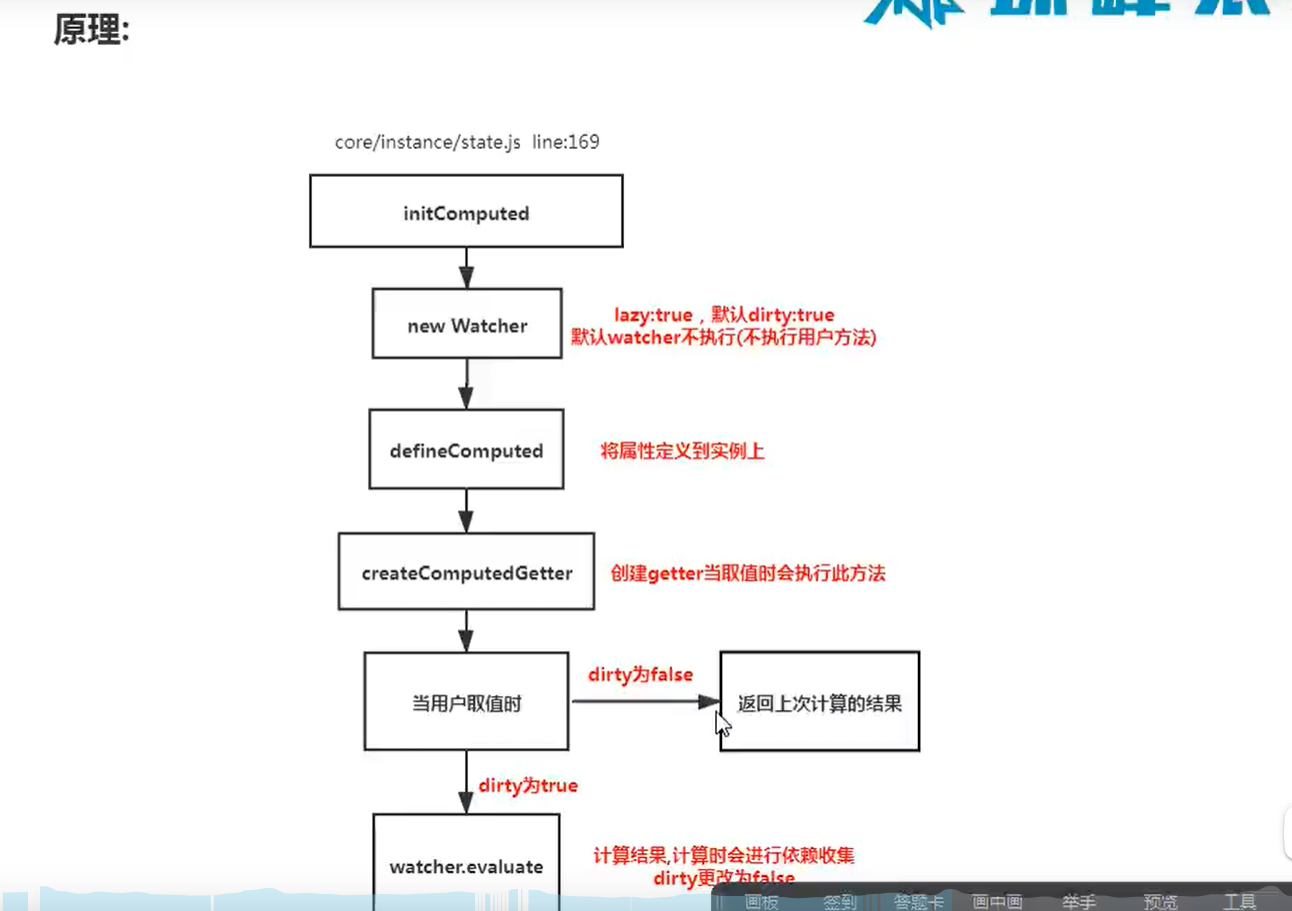 原理:
core/instance/state.js line:169
initComputed
new Watcher
lazy:true，默认dirty:true
默认watcher不执行(不执行用户方法)
defineComputed
将属性定义到实例上
createComputedGetter
创建getter当取值时会执行此方法
当用户取值时
dirty为false
返回上次计算的结果
dirty为true
watcher.evaluate
计算结果,计算时会进行依赖收集
dirty更改为false
画板 签到 答题卡 画中画 举手 预览 工具